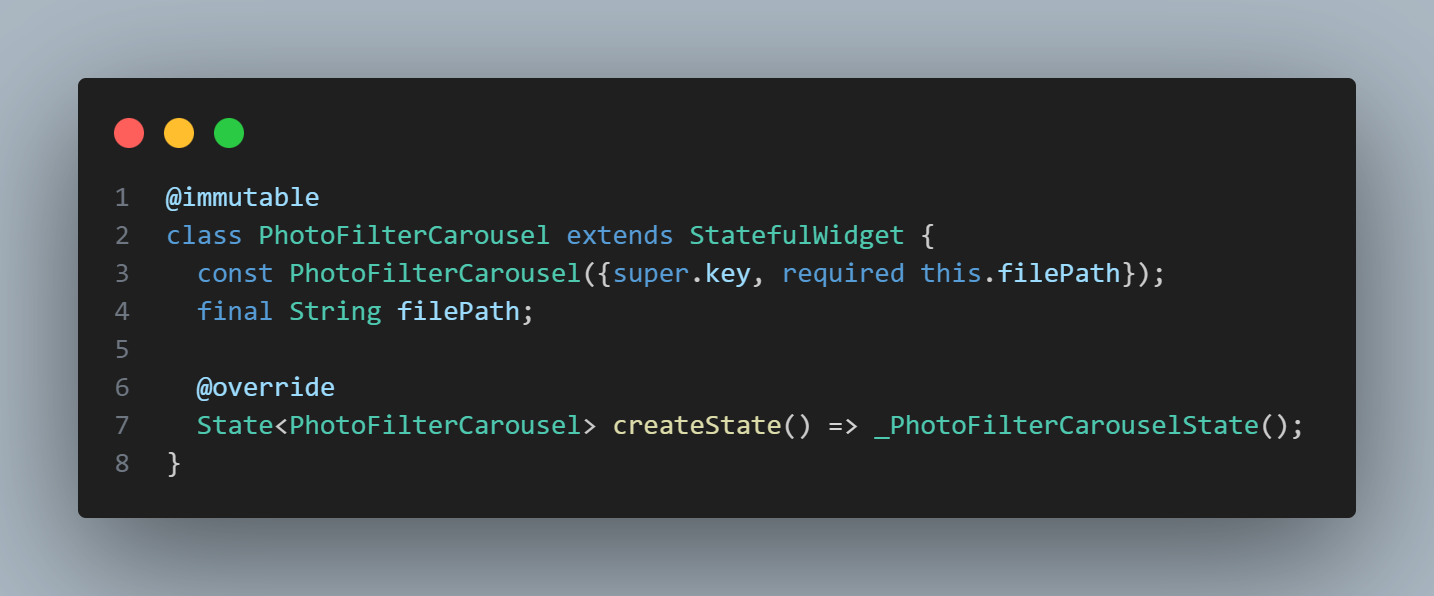 1 @immutable
2 class PhotoFilterCarousel extends StatefulWidget {
3   const PhotoFilterCarousel({super.key, required this.filePath});
4   final String filePath;
5
6   @override
7   State<PhotoFilterCarousel> createState() => _PhotoFilterCarouselState();
8 }